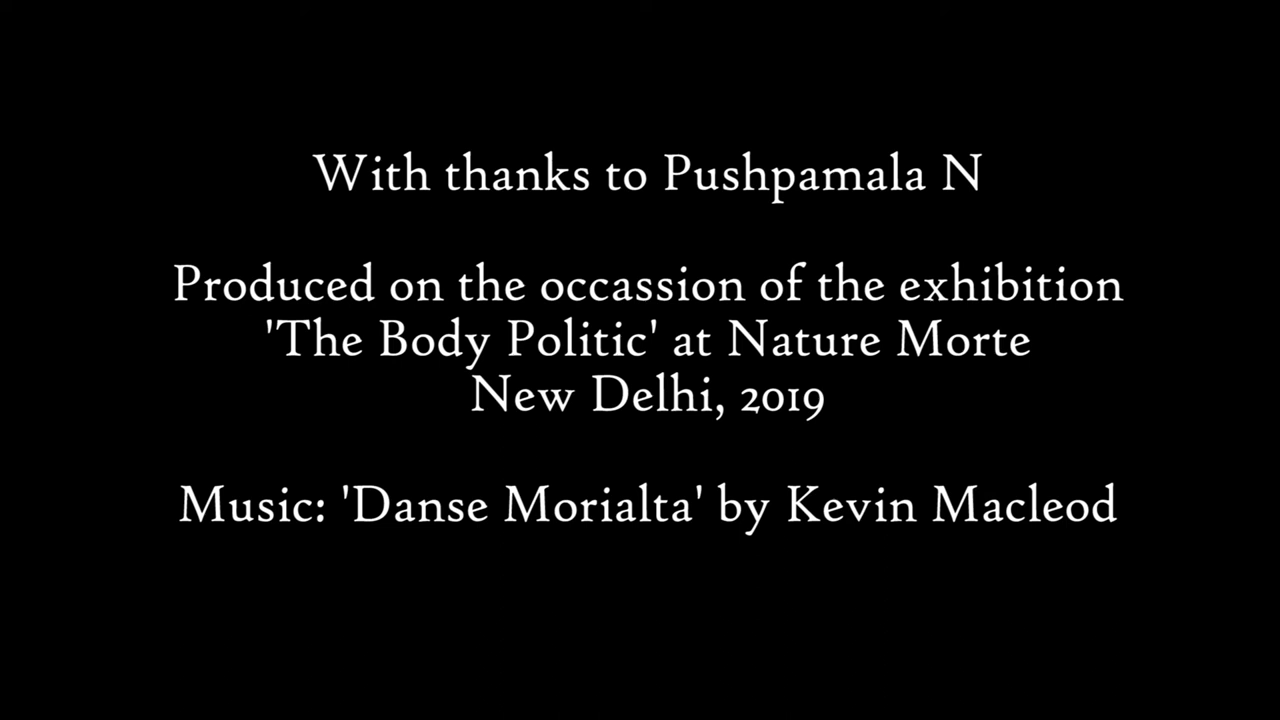 With thanks to Pushpamala N
Produced on the occassion of the exhibition
'The Body Politic' at Nature Morte
New Delhi, 2019
Music: 'Danse Morialta' by Kevin Macleod